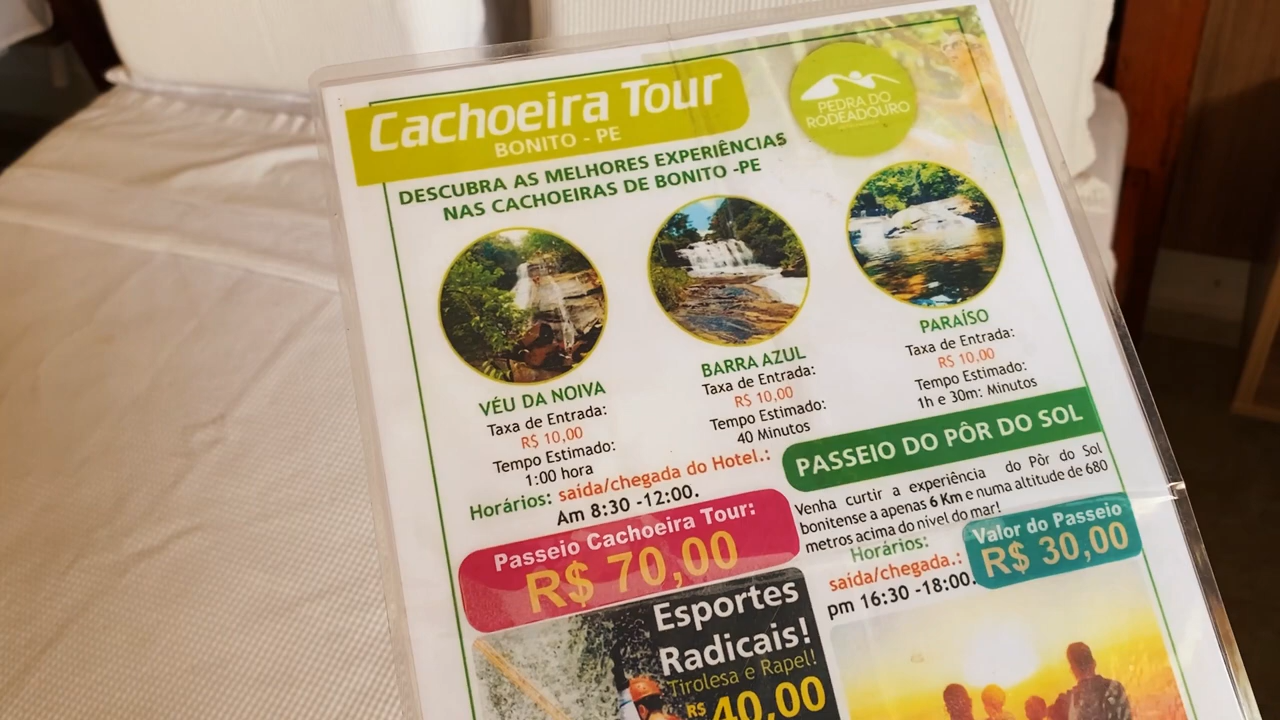 Cachoeira Tour
BONITO - PE
PEDRA DO
RODEADOURO
DESCUBRA AS MELHORES EXPERIÊNCIAS
NAS CACHOEIRAS DE BONITO -PE
VÉU DA NOIVA
Taxa de Entrada:
R$ 10,00
Tempo Estimado:
1:00 hora
BARRA AZUL
Taxa de Entrada:
R$ 10,00
Tempo Estimado:
40 Minutos
PARAÍSO
Taxa de Entrada:
R$ 10,00
Tempo Estimado:
1h e 30m: Minutos
Horários: saída/chegada do Hotel.:
Am 8:30 -12:00.
Passeio Cachoeira Tour:
R$ 70,00
PASSEIO DO PÔR DO SOL
Venha curtir a experiência do Pôr do Sol
bonitense a apenas 6 Km e numa altitude de 680
metros acima do nivel do mar!
Horários:
saída/chegada.:
pm 16:30 -18:00.
Valor do Passeio
R$ 30,00
Esportes
Radicais!
Tirolesa e Rapel!
R$ 40,00